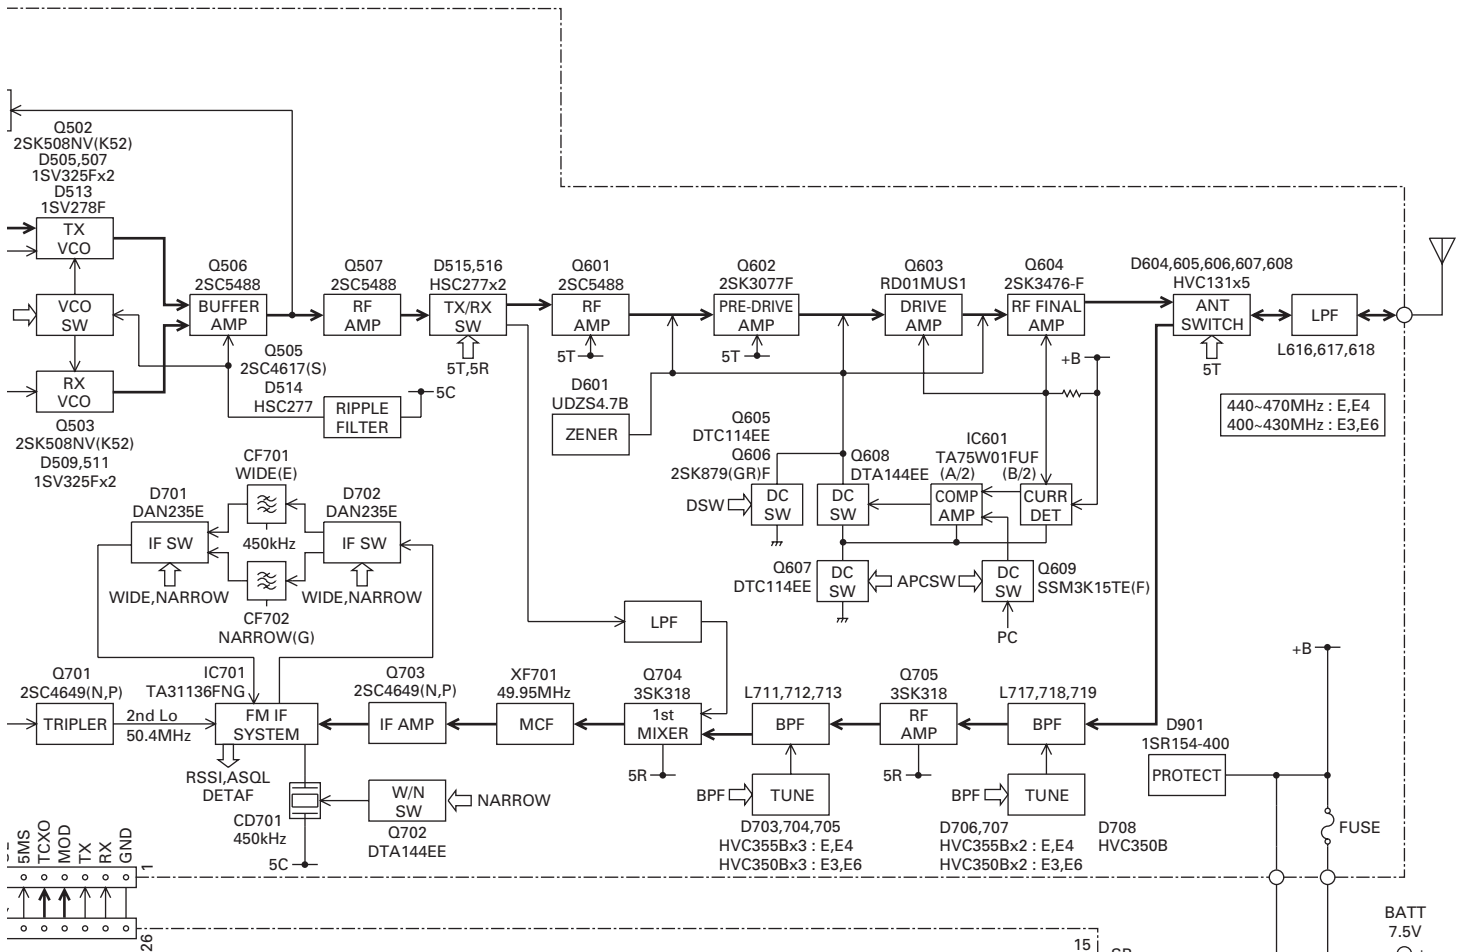 Q502
2SK508NV(K52)
D505,507
1SV325Fx2
D513
1SV278F
TX
VCO
VCO
SW
RX
VCO
Q503
2SK508NV(K52)
D509,511
1SV325Fx2
Q506
2SC5488
BUFFER
AMP
Q505
2SC4617(S)
D514
HSC277
RIPPLE
FILTER
5C
Q507
2SC5488
RF
AMP
D515,516
HSC277x2
TX/RX
SW
5T,5R
Q601
2SC5488
RF
AMP
5T
D601
UDZS4.7B
ZENER
Q602
2SK3077F
PRE-DRIVE
AMP
5T
Q603
RD01MUS1
DRIVE
AMP
Q604
2SK3476-F
RF FINAL
AMP
+B
D604,605,606,607,608
HVC131x5
ANT
SWITCH
5T
LPF
L616,617,618
440~470MHz : E,E4
400~430MHz : E3,E6
Q605
DTC114EE
Q606
2SK879(GR)F
DSW
DC
SW
Q608
DTA144EE
DC
SW
IC601
TA75W01FUF
(A/2)
(B/2)
COMP
AMP
CURR
DET
Q607
DTC114EE
DC
SW
APCSW
DC
SW
Q609
SSM3K15TE(F)
PC
CF701
WIDE(E)
D701
DAN235E
IF SW
450kHz
D702
DAN235E
IF SW
WIDE,NARROW
WIDE,NARROW
CF702
NARROW(G)
LPF
Q701
2SC4649(N,P)
TRIPLER
2nd Lo
50.4MHz
IC701
TA31136FNG
FM IF
SYSTEM
RSSI,ASQL
DETAF
Q703
2SC4649(N,P)
IF AMP
XF701
49.95MHz
MCF
Q704
3SK318
1st
MIXER
5R
L711,712,713
BPF
Q705
3SK318
RF
AMP
5R
L717,718,719
BPF
D901
1SR154-400
PROTECT
+B
FUSE
CD701
450kHz
5C
W/N
SW
NARROW
Q702
DTA144EE
BPF
TUNE
D703,704,705
HVC355Bx3 : E,E4
HVC350Bx3 : E3,E6
BPF
TUNE
D706,707
HVC355Bx2 : E,E4
HVC350Bx2 : E3,E6
D708
HVC350B
5MS
TCXO
MOD
TX
RX
GND
1
26
15
BATT
7.5V